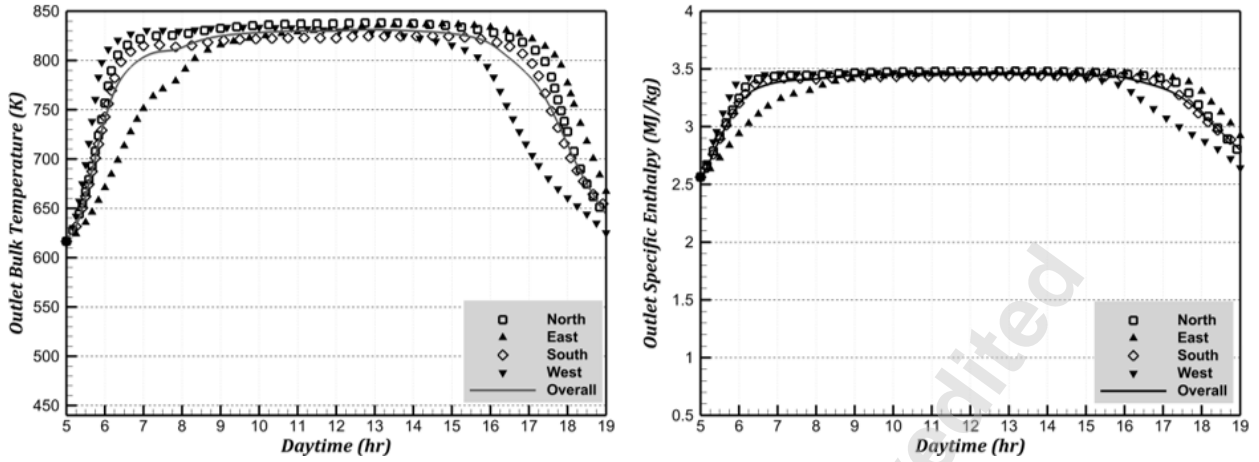 Outlet Bulk Temperature (K)
850
800
750
700
650
600
550
500
450
North
East
South
West
Overall
5 6 7 8 9 10 11 12 13 14 15 16 17 18 19
Daytime (hr)
Outlet Specific Enthalpy (MJ/kg)
4
3.5
3
2.5
2
1.5
1
0.5
North
East
South
West
Overall
5 6 7 8 9 10 11 12 13 14 15 16 17 18 19
Daytime (hr)